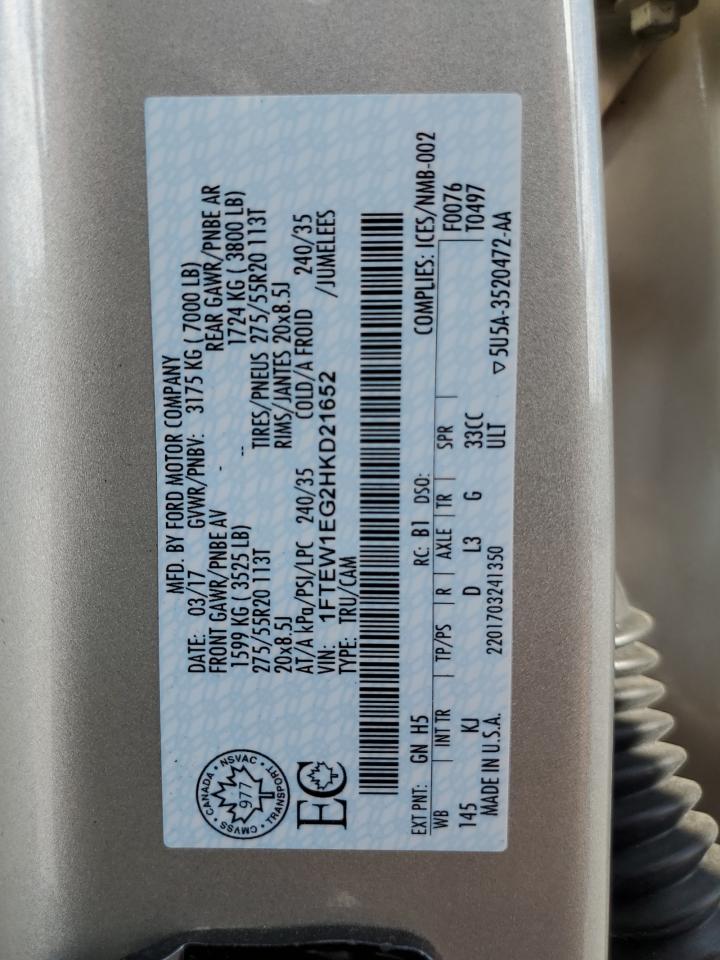 MFD. BY FORD MOTOR COMPANY
DATE: 03/17 GVWR/PNBV: 3175 KG ( 7000 LB)
FRONT GAWR/PNBE AV REAR GAWR/PNBE AR
1599 KG ( 3525 LB) -- 1724 KG ( 3800 LB)
275/55R20 113T TIRES/PNEUS 275/55R20 113T
20x8.5J RIMS/JANTES 20x8.5J
AT/A kPa/PSI/LPC 240/35 COLD/A FROID 240/35
VIN: 1FTEW1EG2HKD21652 /JUMELEES
TYPE: TRU/CAM
CANADA • NSVAC • TRANSPORT • CMVSS •
977
EC
COMPLIES: ICES/NMB-002
EXT PNT: GN H5 RC: B1 DSO: F0076
WB INT TR TP/PS R AXLE TR SPR T0497
145 KJ D L3 G 33CC
ULT
MADE IN U.S.A. 2201703241350 ▽5U5A-3520472-AA